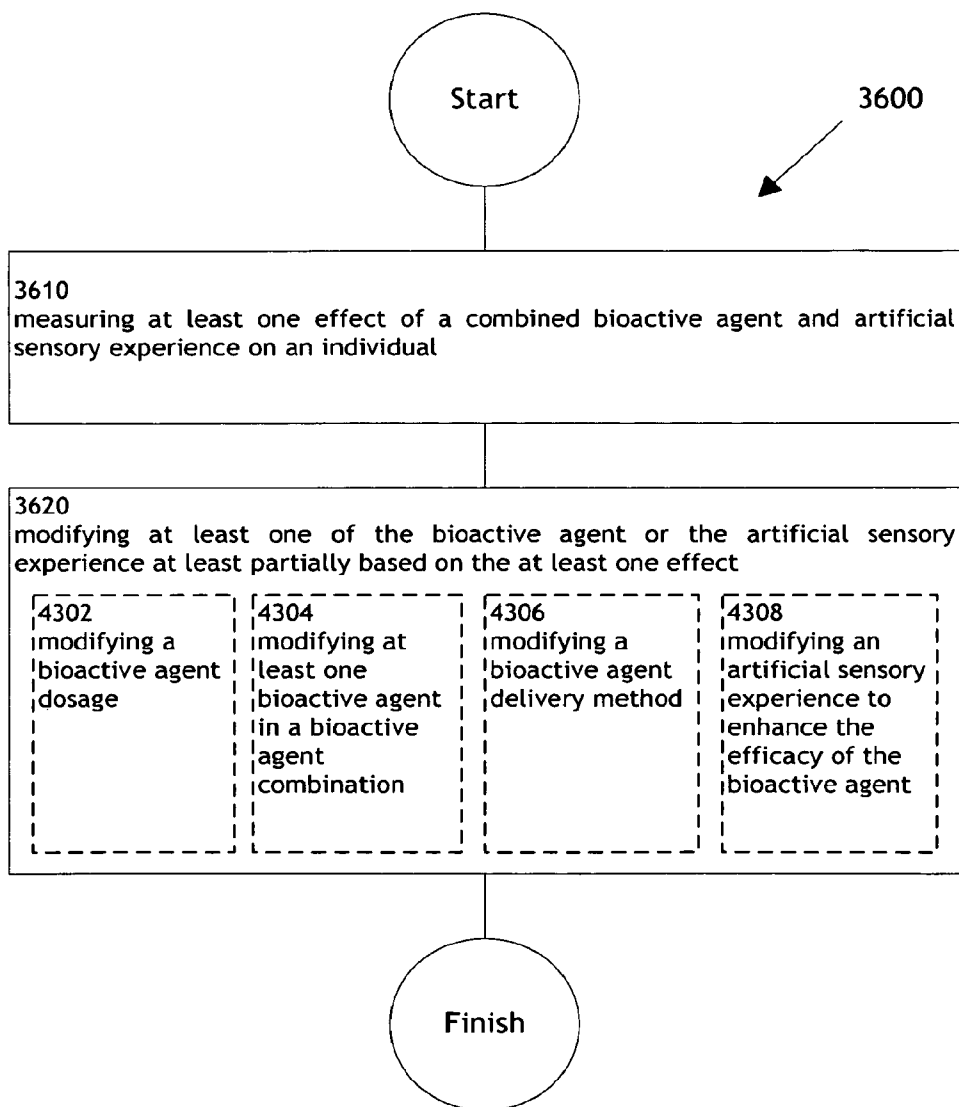 Start
3600
3610
measuring at least one effect of a combined bioactive agent and artificial
sensory experience on an individual
3620
modifying at least one of the bioactive agent or the artificial sensory
experience at least partially based on the at least one effect
4302
modifying a
bioactive agent
dosage
4304
modifying at
least one
bioactive agent
in a bioactive
agent
combination
4306
modifying a
bioactive agent
delivery method
4308
modifying an
artificial sensory
experience to
enhance the
efficacy of the
bioactive agent
Finish